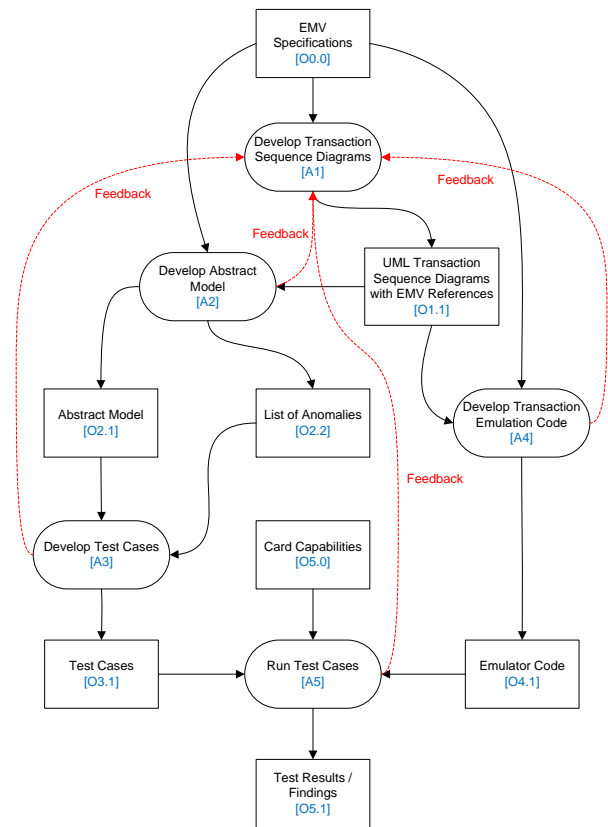 EMV
Specifications
[O0.0]
Develop Transaction
Sequence Diagrams
[A1]
Feedback
Feedback
Feedback
Develop Abstract
Model
[A2]
UML Transaction
Sequence Diagrams
with EMV References
[O1.1]
Abstract Model
[O2.1]
List of Anomalies
[O2.2]
Develop Transaction
Emulation Code
[A4]
Feedback
Develop Test Cases
[A3]
Card Capabilities
[O5.0]
Test Cases
[O3.1]
Run Test Cases
[A5]
Emulator Code
[O4.1]
Test Results /
Findings
[O5.1]